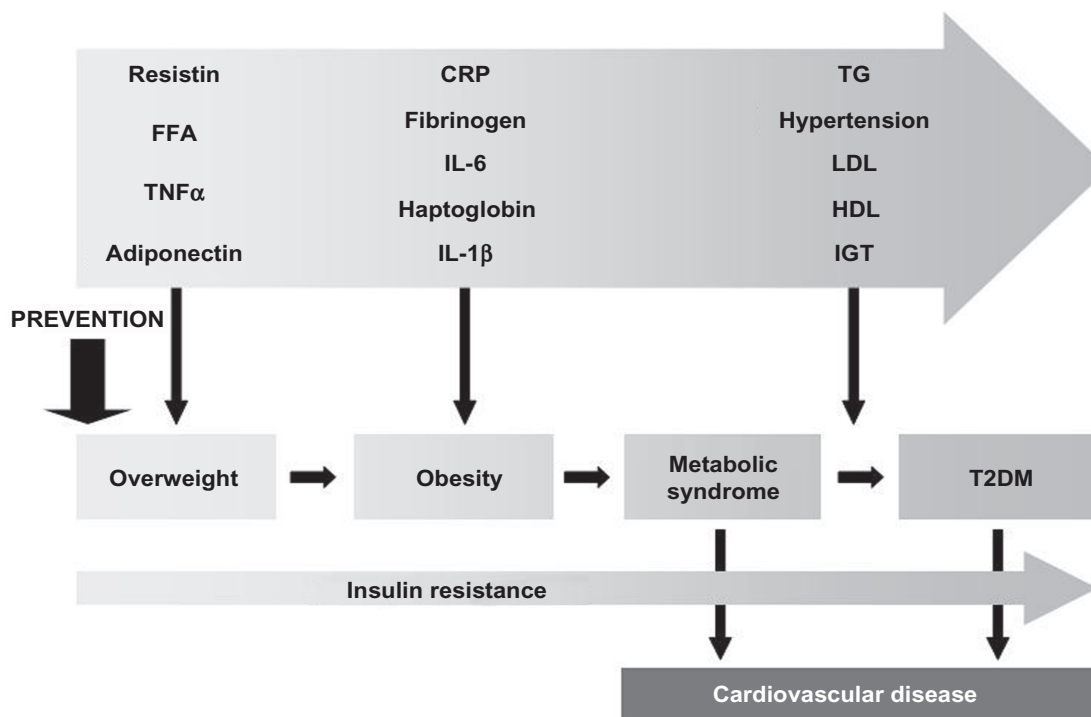 Resistin
FFA
TNFα
Adiponectin
CRP
Fibrinogen
IL-6
Haptoglobin
IL-1β
TG
Hypertension
LDL
HDL
IGT
PREVENTION
Overweight
Obesity
Metabolic
syndrome
T2DM
Insulin resistance
Cardiovascular disease